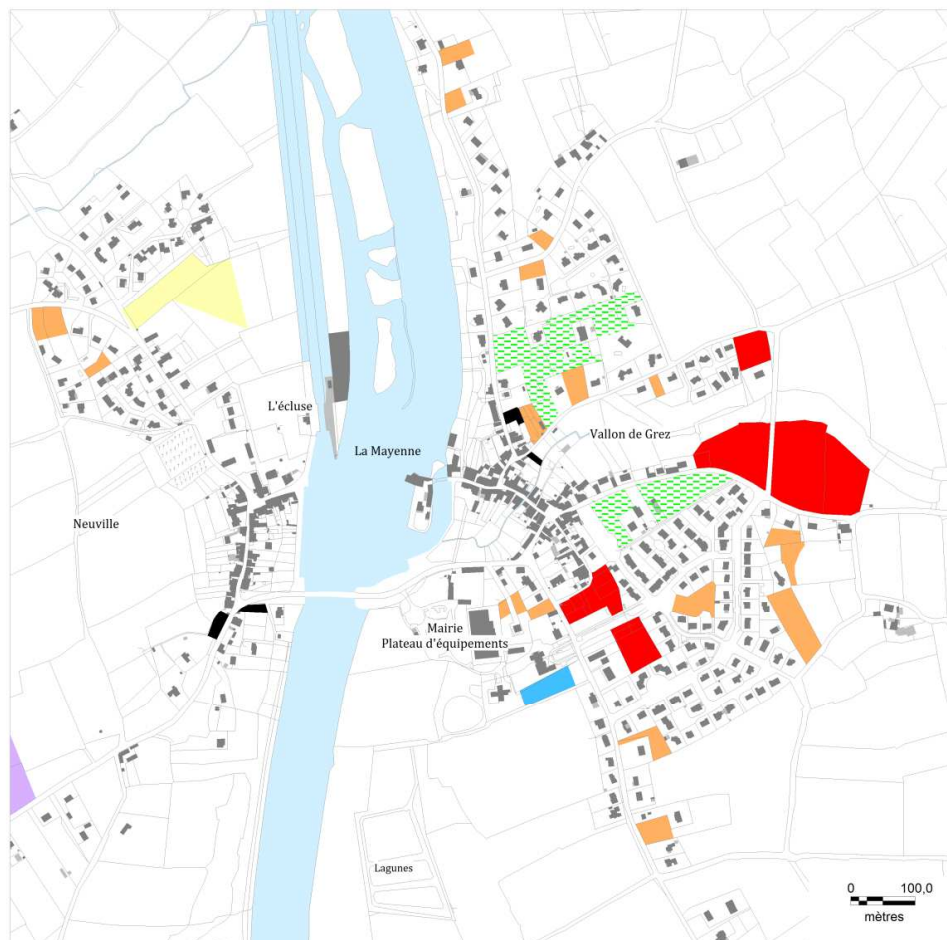 L'écluse
Vallon de Grez
La Mayenne
Neuville
Mairie
Plateau d'équipements
Lagunes
0 100,0
mètres